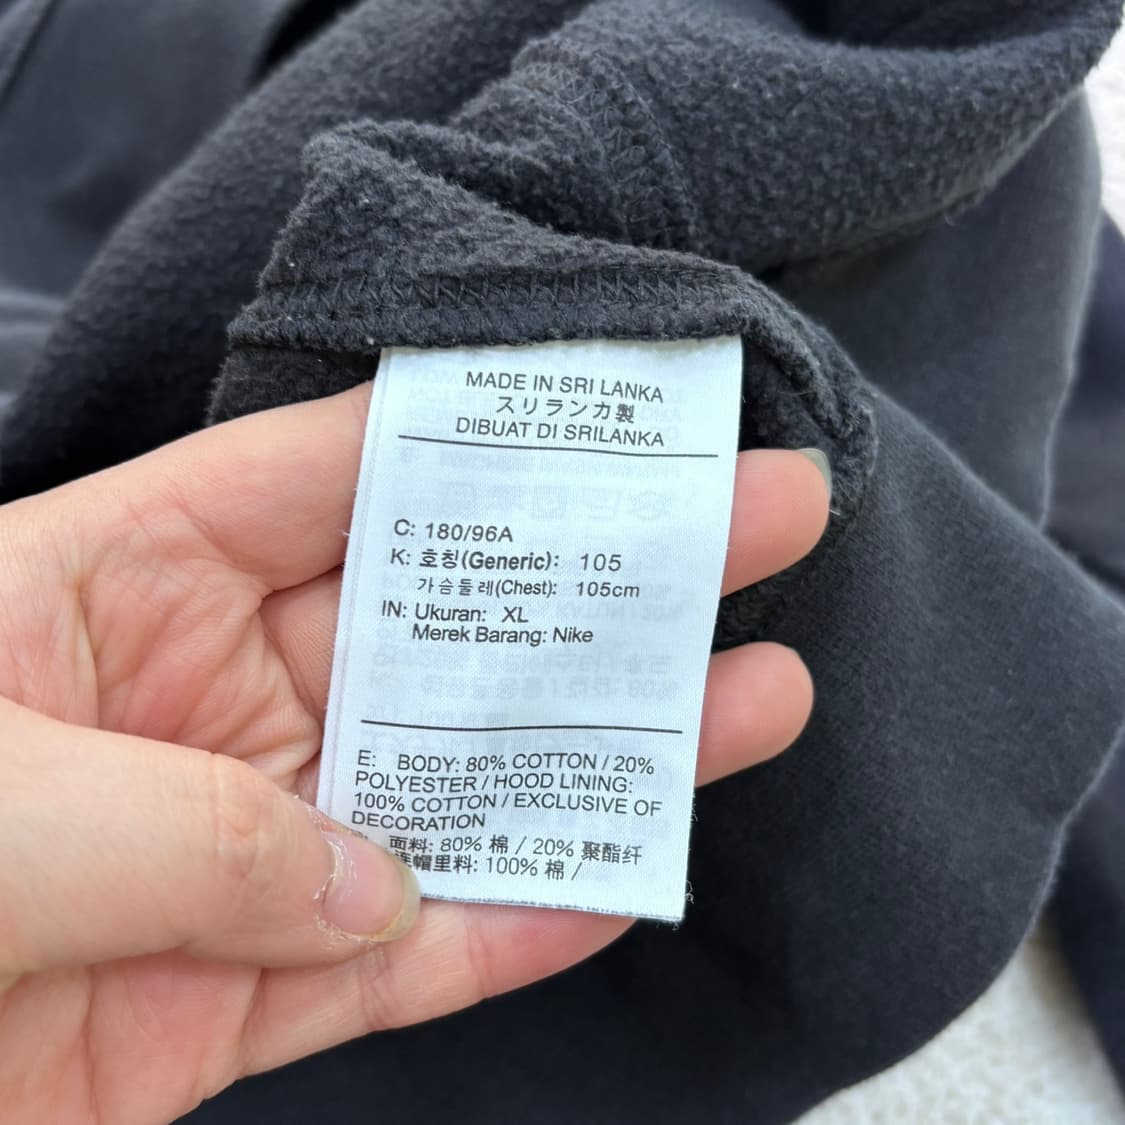 MADE IN SRI LANKA
スリランカ製
DIBUAT DI SRILANKA
C: 180/96A
K: 호칭(Generic): 105
가슴둘레(Chest): 105cm
IN: Ukuran: XL
Merek Barang: Nike
E: BODY: 80% COTTON / 20%
POLYESTER / HOOD LINING:
100% COTTON / EXCLUSIVE OF
DECORATION
面料: 80% 棉 / 20% 聚酯纤
连帽里料: 100% 棉 /